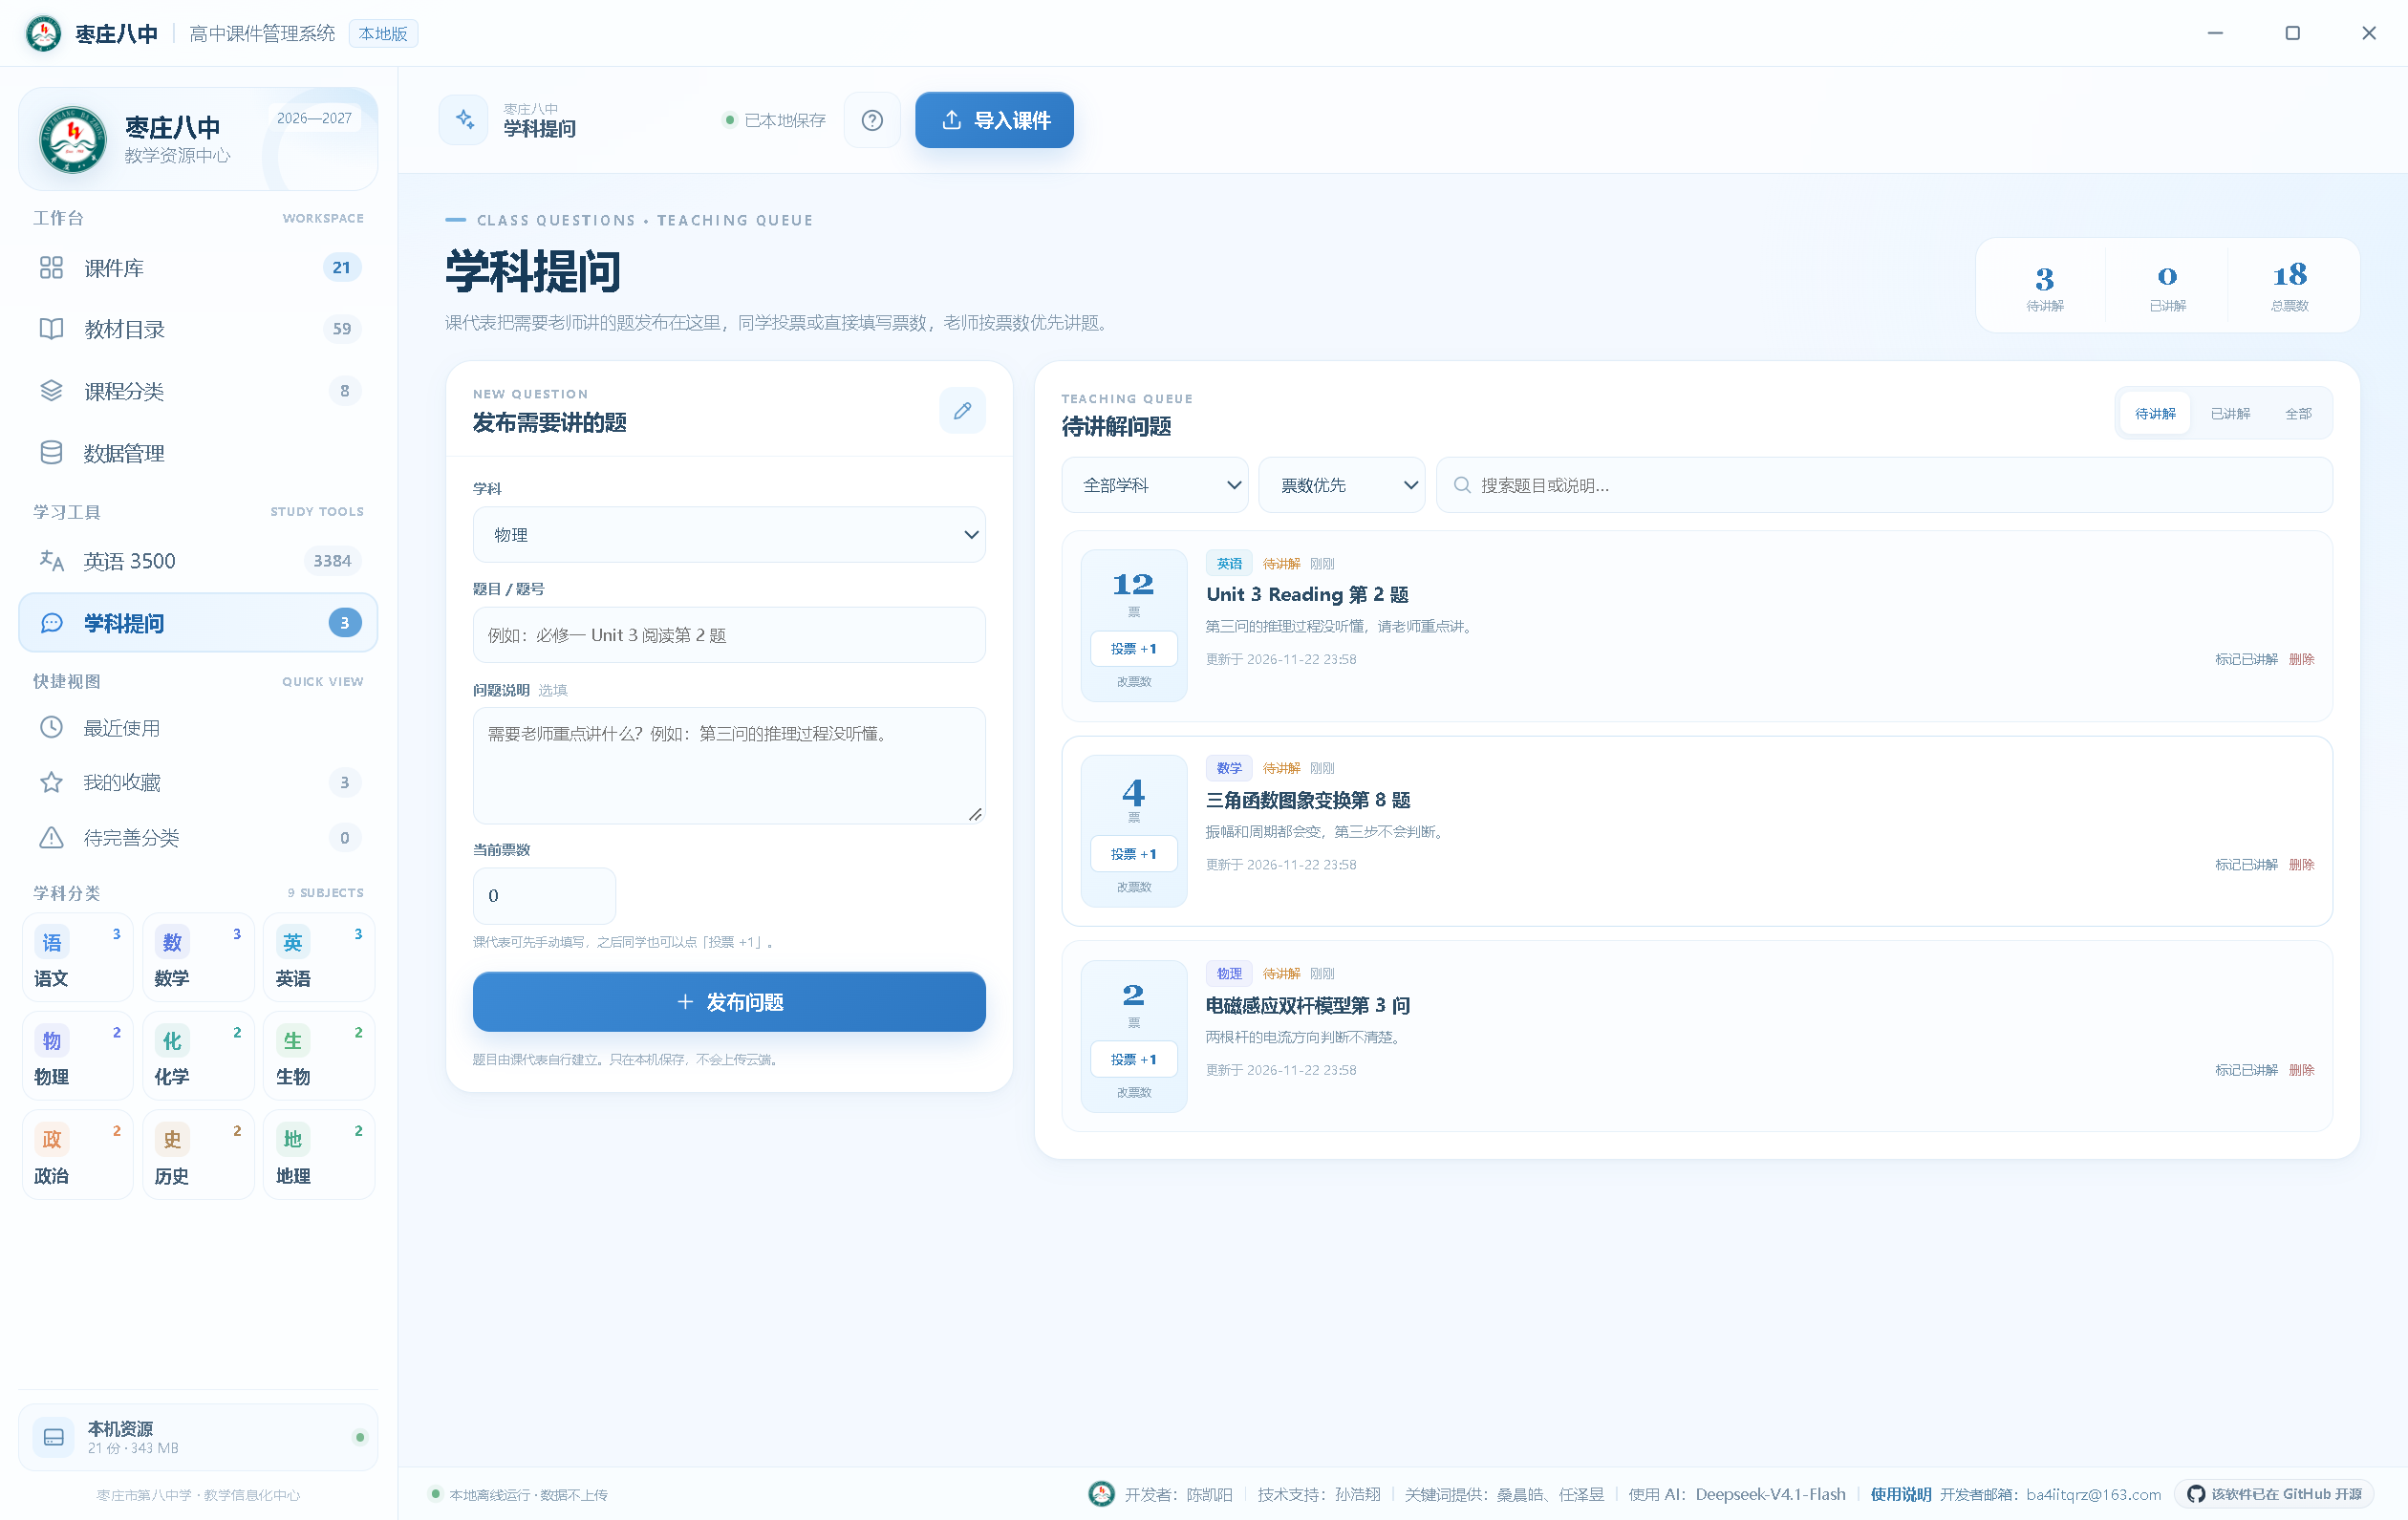 枣庄八中 高中课件管理系统 本地版
枣庄八中
教学资源中心
2026—2027
工作台 WORKSPACE
课件库 21
教材目录 59
课程分类 8
数据管理
学习工具 STUDY TOOLS
英语 3500 3384
学科提问 3
快捷视图 QUICK VIEW
最近使用
我的收藏 3
待完善分类 0
学科分类 9 SUBJECTS
语 3 数 3 英 3
语文 数学 英语
物 2 化 2 生 2
物理 化学 生物
政 2 史 2 地 2
政治 历史 地理
本机资源
21 份 · 343 MB
枣庄市第八中学 · 教学信息化中心
枣庄八中
学科提问
已本地保存
导入课件
CLASS QUESTIONS • TEACHING QUEUE
学科提问
课代表把需要老师讲的题发布在这里，同学投票或直接填写票数，老师按票数优先讲题。
3 0 18
待讲解 已讲解 总票数
NEW QUESTION
发布需要讲的题
学科
物理
题目 / 题号
例如：必修一 Unit 3 阅读第 2 题
问题说明 选填
需要老师重点讲什么？例如：第三问的推理过程没听懂。
当前票数
0
课代表可先手动填写，之后同学也可以点「投票 +1」。
发布问题
题目由课代表自行建立。只在本机保存，不会上传云端。
TEACHING QUEUE
待讲解问题
待讲解 已讲解 全部
全部学科 票数优先 搜索题目或说明...
12
票
投票 +1
改票数
英语 待讲解 刚刚
Unit 3 Reading 第 2 题
第三问的推理过程没听懂，请老师重点讲。
更新于 2026-11-22 23:58
标记已讲解 删除
4
票
投票 +1
改票数
数学 待讲解 刚刚
三角函数图象变换第 8 题
振幅和周期都会变，第三步不会判断。
更新于 2026-11-22 23:58
标记已讲解 删除
2
票
投票 +1
改票数
物理 待讲解 刚刚
电磁感应双杆模型第 3 问
两根杆的电流方向判断不清楚。
更新于 2026-11-22 23:58
标记已讲解 删除
本地离线运行 · 数据不上传
开发者：陈凯阳 技术支持：孙浩翔 关键词提供：桑晨皓、任泽昱 使用 AI：Deepseek-V4.1-Flash 使用说明 开发者邮箱：ba4iitqrz@163.com 该软件已在 GitHub 开源